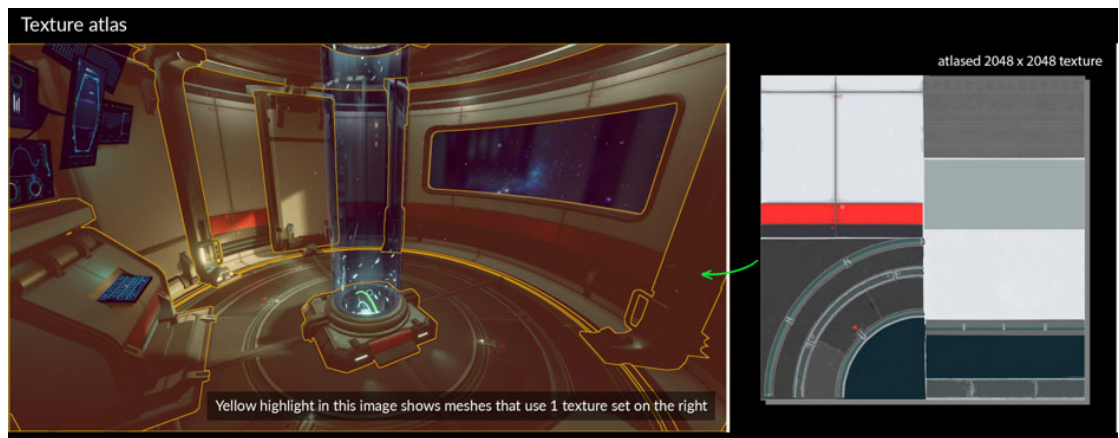 Texture atlas
atlased 2048 x 2048 texture
Yellow highlight in this image shows meshes that use 1 texture set on the right